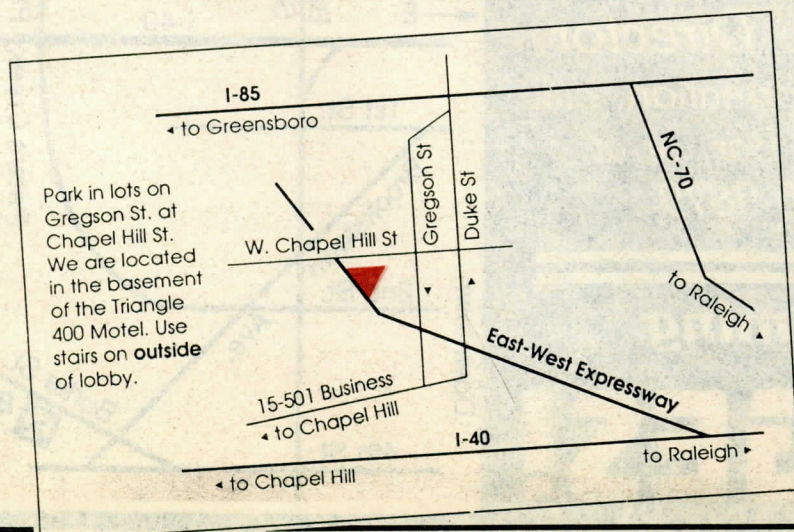 I-85
◂ to Greensboro
Park in lots on
Gregson St. at
Chapel Hill St.
We are located
in the basement
of the Triangle
400 Motel. Use
stairs on outside
of lobby.
W. Chapel Hill St
Gregson St
Duke St
NC-70
to Raleigh ▸
East-West Expressway
15-501 Business
◂ to Chapel Hill
I-40
◂ to Chapel Hill
to Raleigh ▸